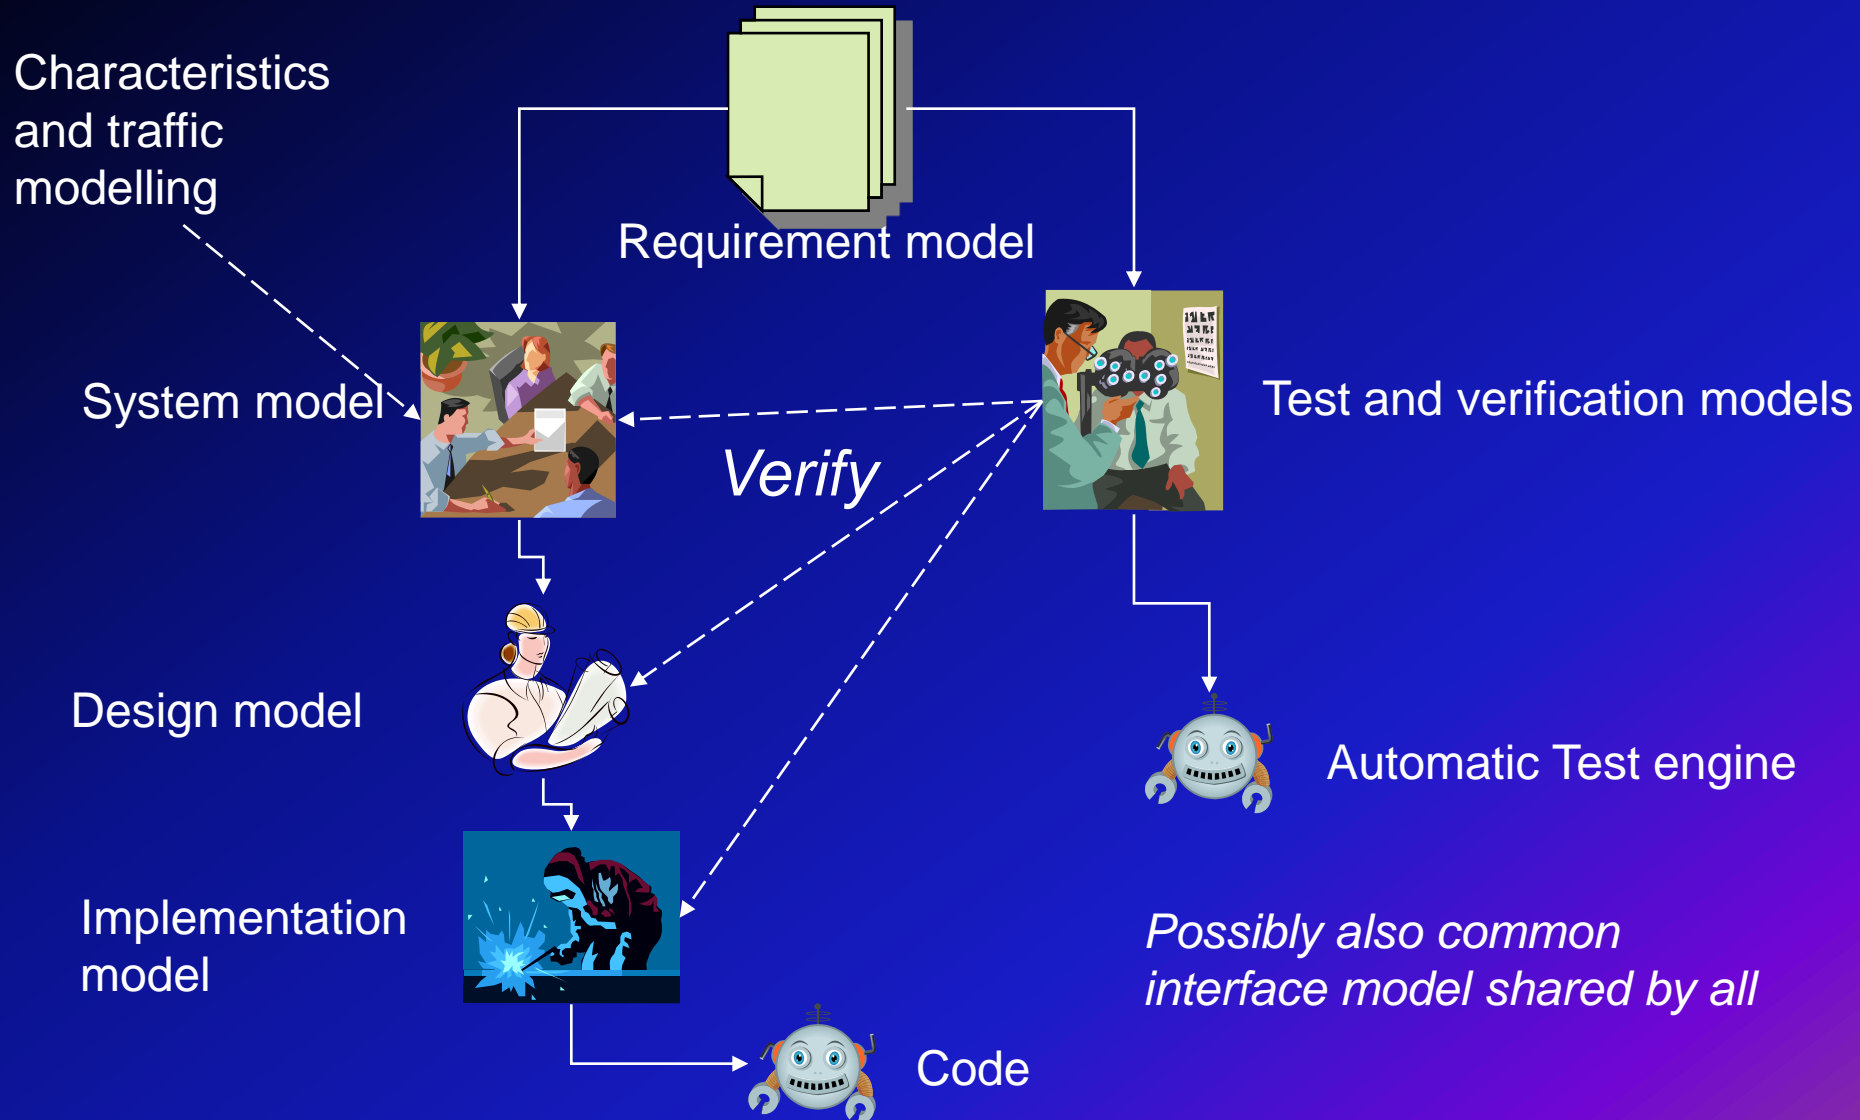 Characteristics
and traffic
modelling
Requirement model
System model
Test and verification models
Verify
Design model
Automatic Test engine
Implementation
model
Possibly also common
interface model shared by all
Code